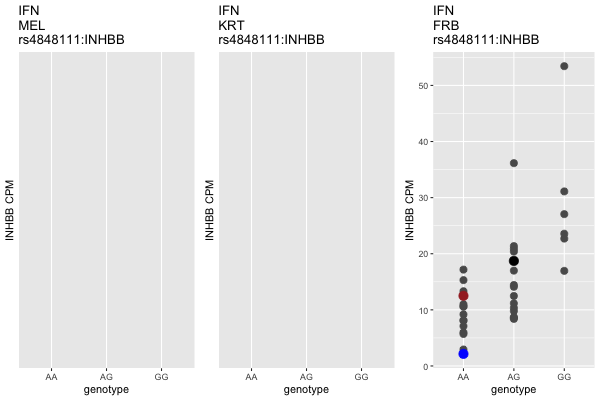 IFN
MEL
rs4848111:INHBB
INHBB CPM
AA AG GG
genotype
IFN
KRT
rs4848111:INHBB
INHBB CPM
AA AG GG
genotype
IFN
FRB
rs4848111:INHBB
INHBB CPM
50
40
30
20
10
0
AA AG GG
genotype